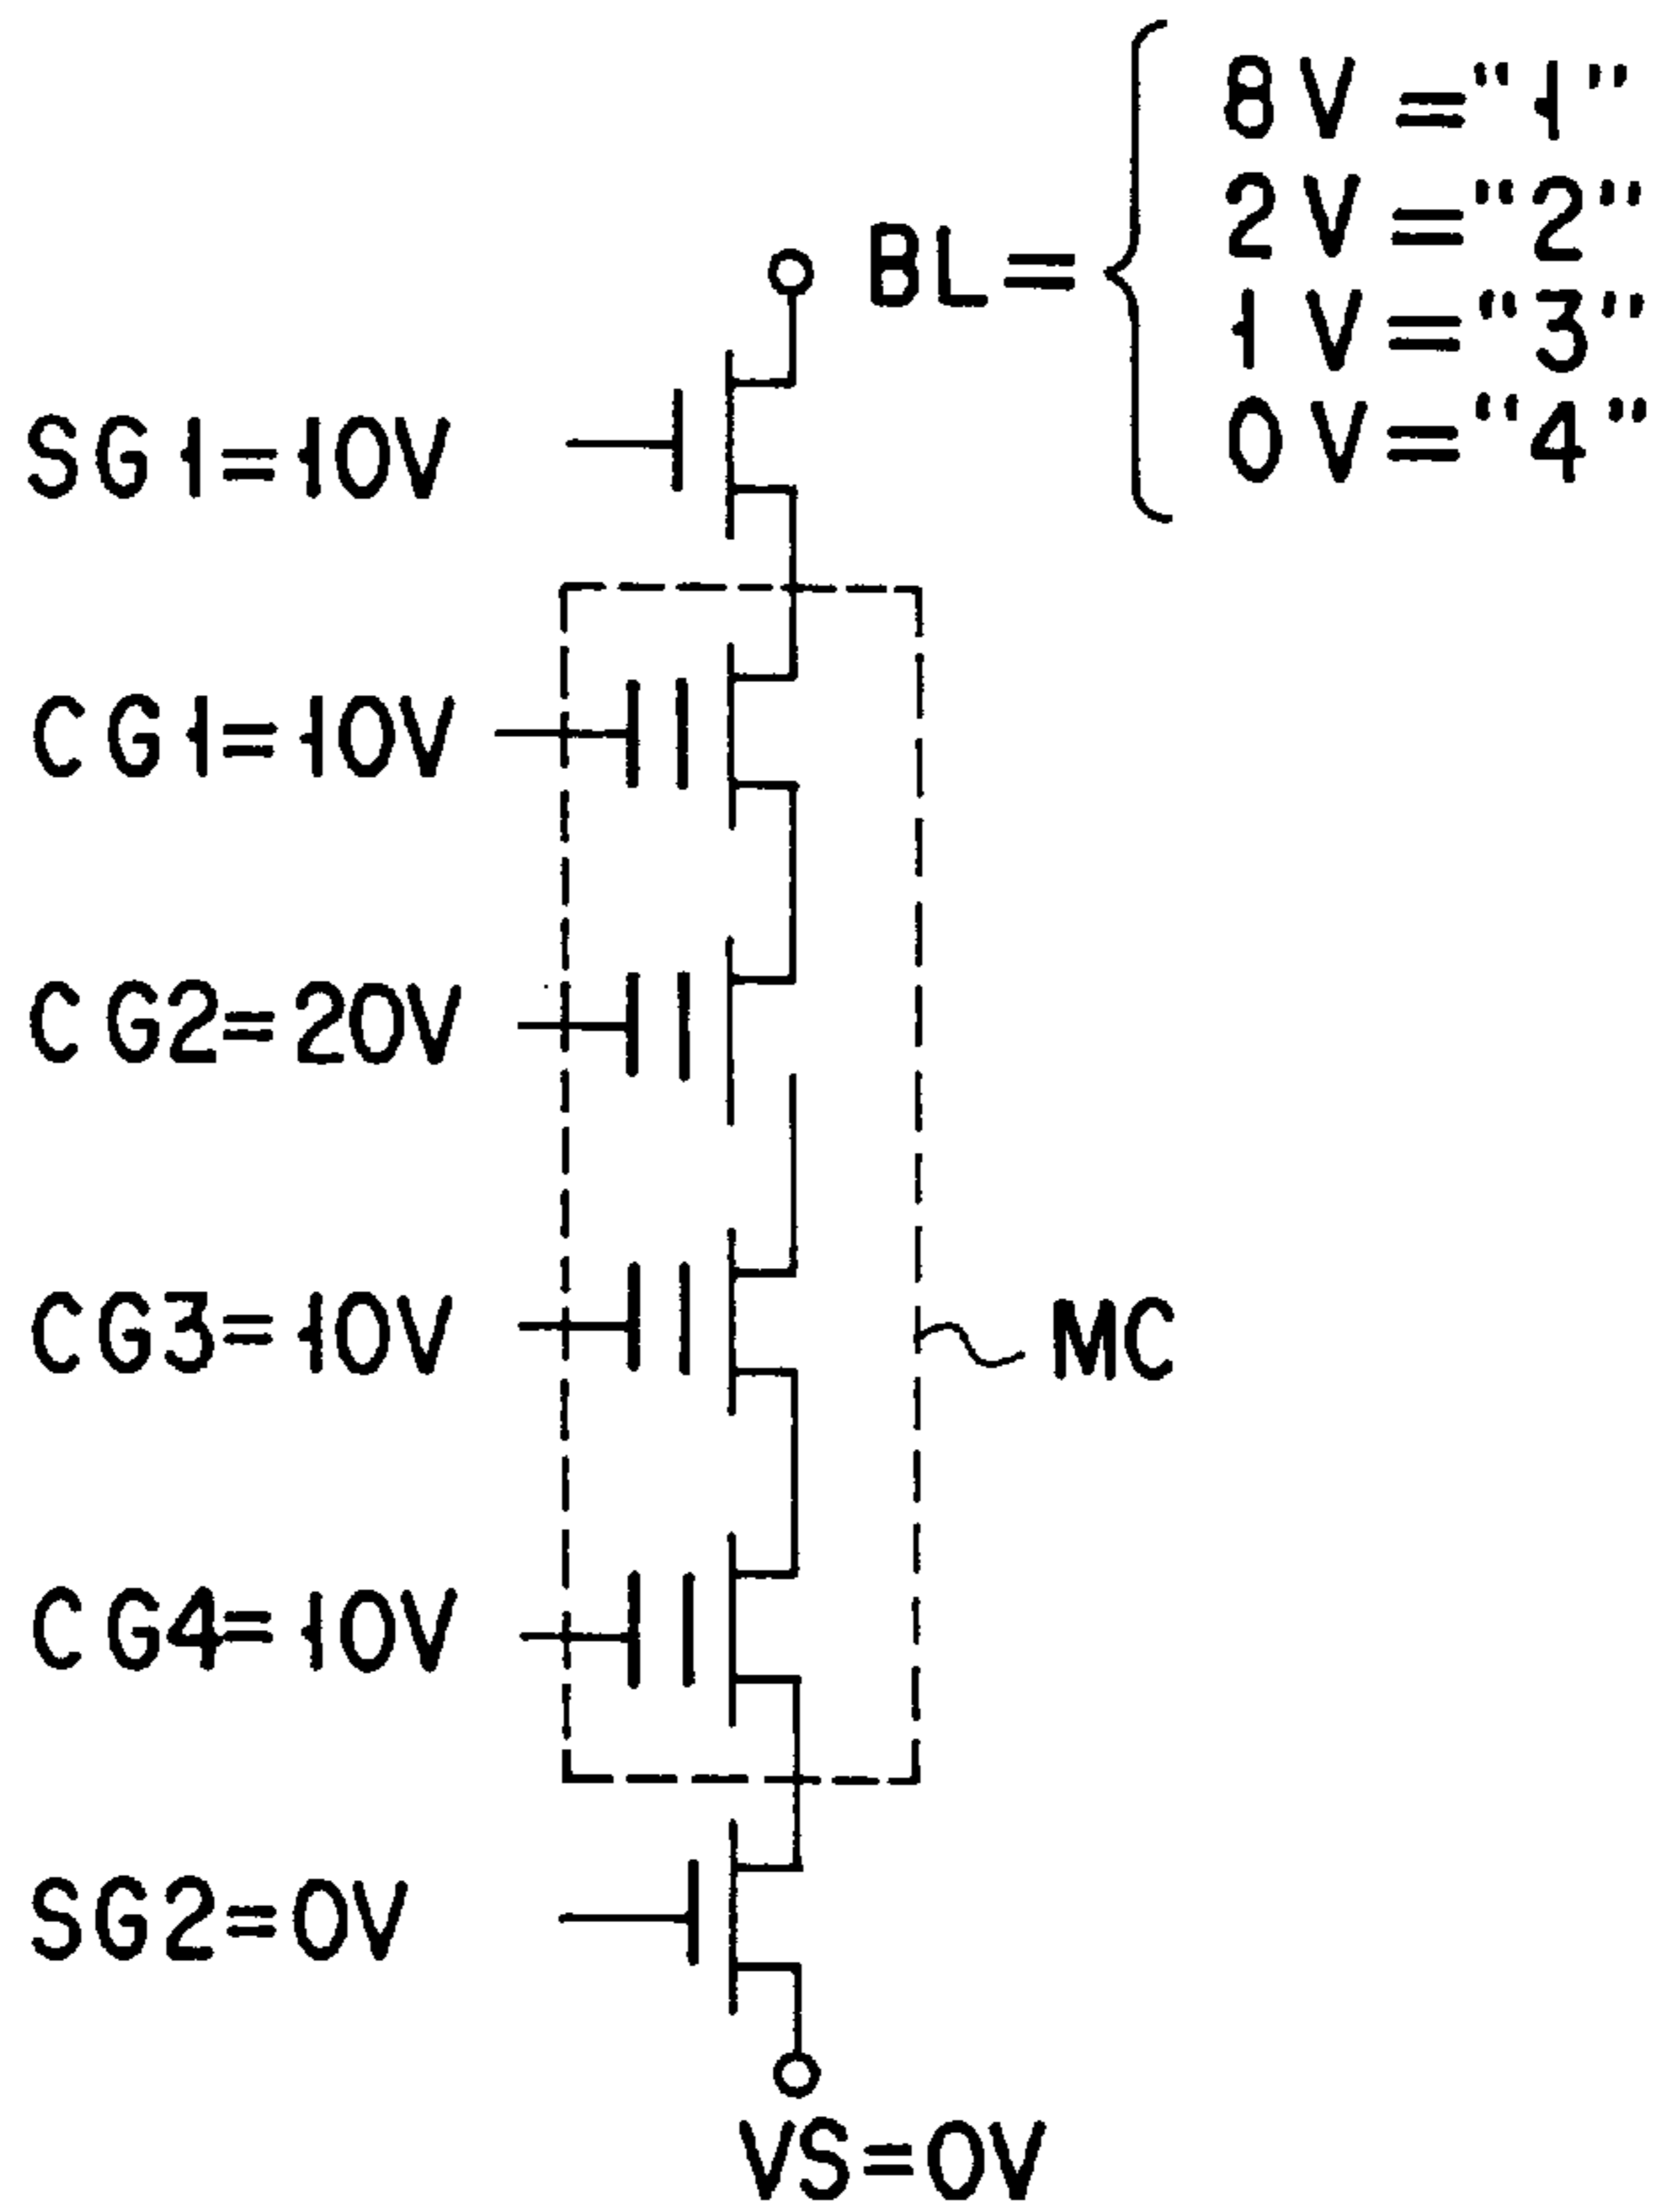 8V="1"
2V="2"
BL=
1V="3"
0V="4"
SG1=10V
CG1=10V
CG2=20V
CG3=10V
MC
CG4=10V
SG2=0V
VS=0V